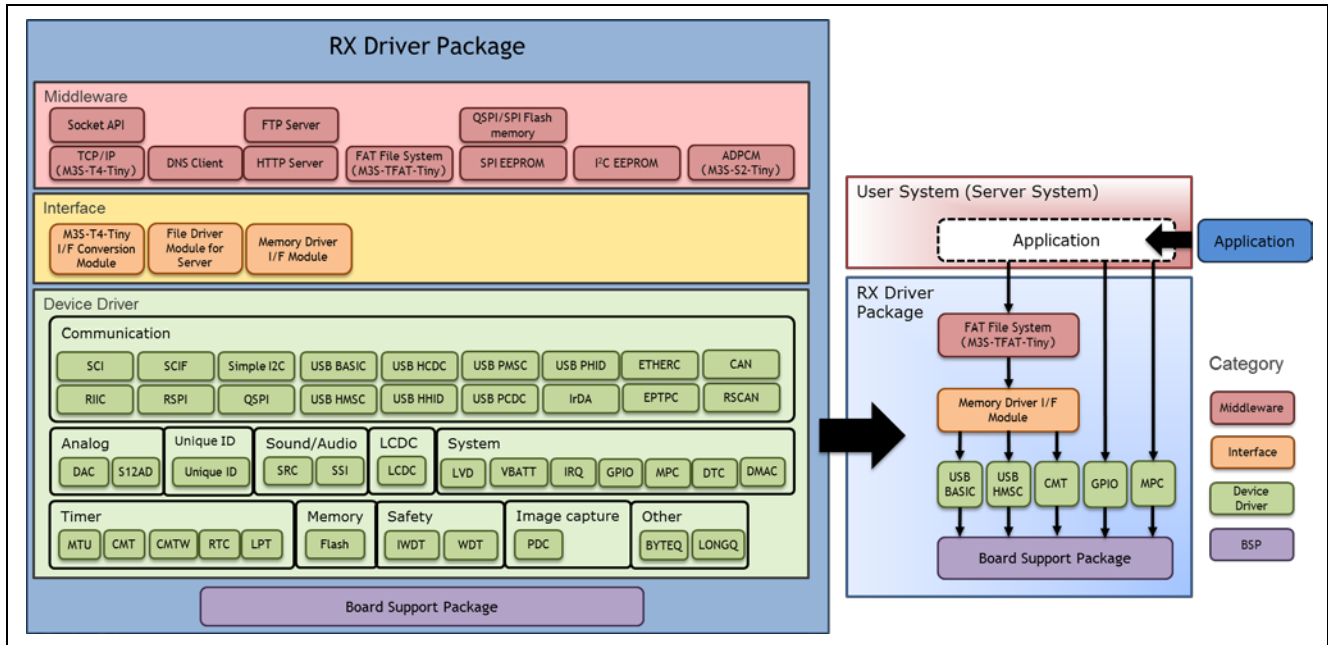 RX Driver Package
Middleware
Socket API
FTP Server
QSPI/SPI Flash
memory
TCP/IP
(M3S-T4-Tiny)
DNS Client
HTTP Server
FAT File System
(M3S-TFAT-Tiny)
SPI EEPROM
I²C EEPROM
ADPCM
(M3S-S2-Tiny)
Interface
M3S-T4-Tiny
I/F Conversion
Module
File Driver
Module for
Server
Memory Driver
I/F Module
Device Driver
Communication
SCI
SCIF
Simple I2C
USB BASIC
USB HCDC
USB PMSC
USB PHID
ETHERC
CAN
RIIC
RSPI
QSPI
USB HMSC
USB HHID
USB PCDC
IrDA
EPTPC
RSCAN
Analog
DAC
S12AD
Unique ID
Unique ID
Sound/Audio
SRC
SSI
LCDC
LCDC
System
LVD
VBATT
IRQ
GPIO
MPC
DTC
DMAC
Timer
MTU
CMT
CMTW
RTC
LPT
Memory
Flash
Safety
IWDT
WDT
Image capture
PDC
Other
BYTEQ
LONGQ
Board Support Package
User System (Server System)
Application
Application
RX Driver
Package
FAT File System
(M3S-TFAT-Tiny)
Memory Driver I/F
Module
USB
BASIC
USB
HMSC
CMT
GPIO
MPC
Board Support Package
Category
Middleware
Interface
Device
Driver
BSP